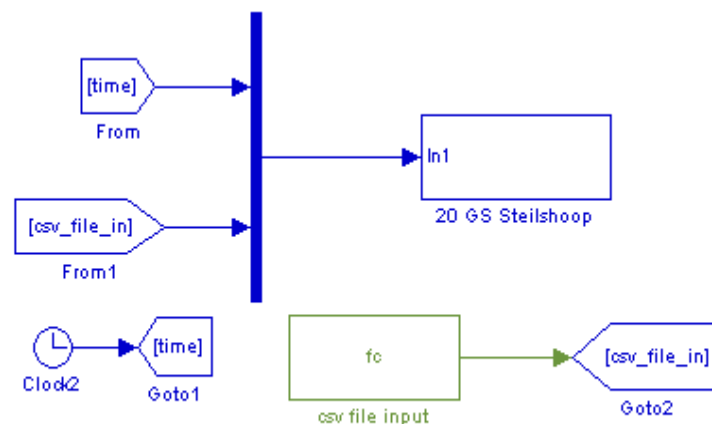 [time]
From
In1
20 GS Steilshoop
[csv_file_in]
From1
[time]
Clock2
Goto1
fc
csv file input
[csv_file_in]
Goto2